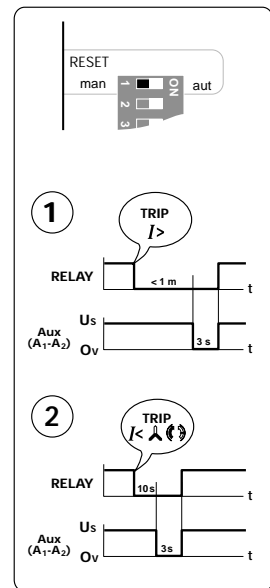 RESET
man
aut
1
2
3
ON
1
TRIP
I>
RELAY
< 1 m
t
Us
Aux
(A1-A2)
Ov
3 s
t
2
TRIP
I<
RELAY
10s
t
Us
Aux
(A1-A2)
Ov
3s
t